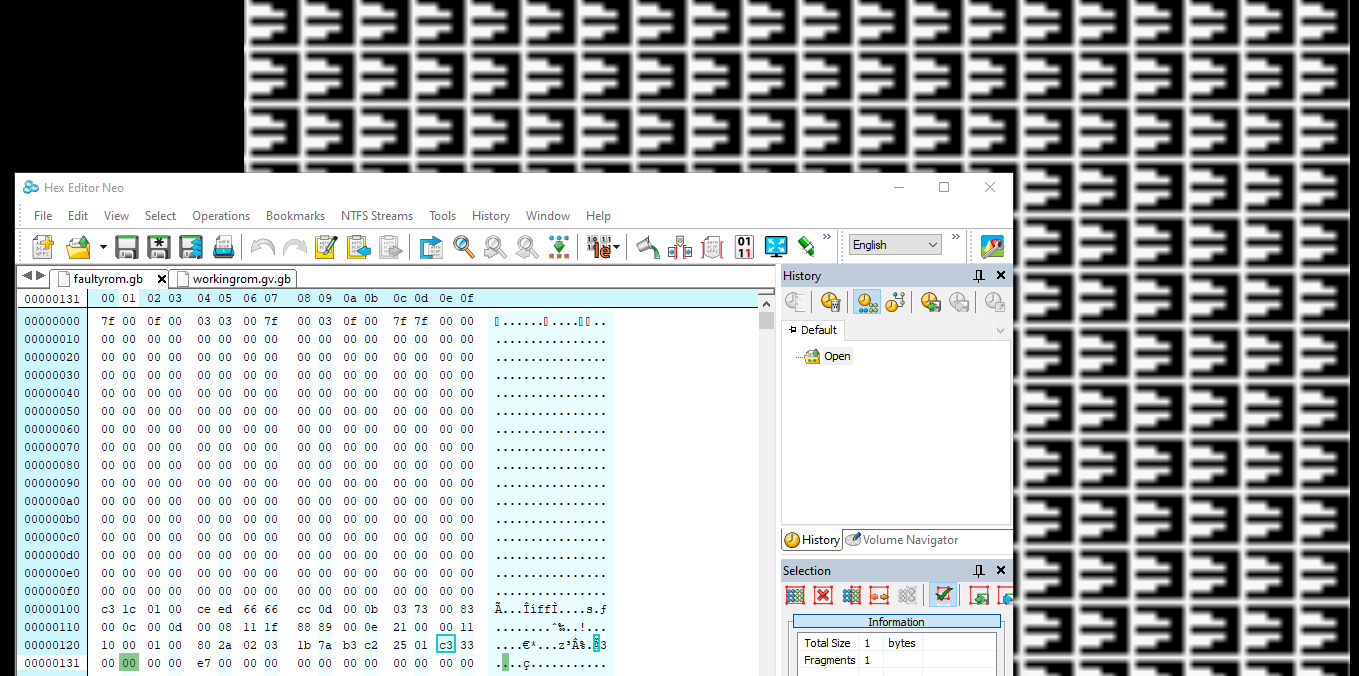 Hex Editor Neo
File Edit View Select Operations Bookmarks NTFS Streams Tools History Window Help
English
faultyrom.gb workingrom.gv.gb
00000131 00 01 02 03 04 05 06 07 08 09 0a 0b 0c 0d 0e 0f
00000000 7f 00 0f 00 03 03 00 7f 00 03 0f 00 7f 7f 00 00
00000010 00 00 00 00 00 00 00 00 00 00 00 00 00 00 00 00 ................
00000020 00 00 00 00 00 00 00 00 00 00 00 00 00 00 00 00 ................
00000030 00 00 00 00 00 00 00 00 00 00 00 00 00 00 00 00 ................
00000040 00 00 00 00 00 00 00 00 00 00 00 00 00 00 00 00 ................
00000050 00 00 00 00 00 00 00 00 00 00 00 00 00 00 00 00 ................
00000060 00 00 00 00 00 00 00 00 00 00 00 00 00 00 00 00 ................
00000070 00 00 00 00 00 00 00 00 00 00 00 00 00 00 00 00 ................
00000080 00 00 00 00 00 00 00 00 00 00 00 00 00 00 00 00 ................
00000090 00 00 00 00 00 00 00 00 00 00 00 00 00 00 00 00 ................
000000a0 00 00 00 00 00 00 00 00 00 00 00 00 00 00 00 00 ................
000000b0 00 00 00 00 00 00 00 00 00 00 00 00 00 00 00 00 ................
000000c0 00 00 00 00 00 00 00 00 00 00 00 00 00 00 00 00 ................
000000d0 00 00 00 00 00 00 00 00 00 00 00 00 00 00 00 00 ................
000000e0 00 00 00 00 00 00 00 00 00 00 00 00 00 00 00 00 ................
000000f0 00 00 00 00 00 00 00 00 00 00 00 00 00 00 00 00 ................
00000100 c3 1c 01 00 ce ed 66 66 cc 0d 00 0b 03 73 00 83 Ã...ÎíffÌ....s.ƒ
00000110 00 0c 00 0d 00 08 11 1f 88 89 00 0e 21 00 00 11 ........ˆ‰..!...
00000120 10 00 01 00 80 2a 02 03 1b 7a b3 c2 25 01 c3 33 ....€*...z³Â%.Ã3
00000131 00 00 00 00 e7 00 00 00 00 00 00 00 00 00 00 00 ....ç...........
History
Default
Open
History Volume Navigator
Selection
Information
Total Size 1 bytes
Fragments 1